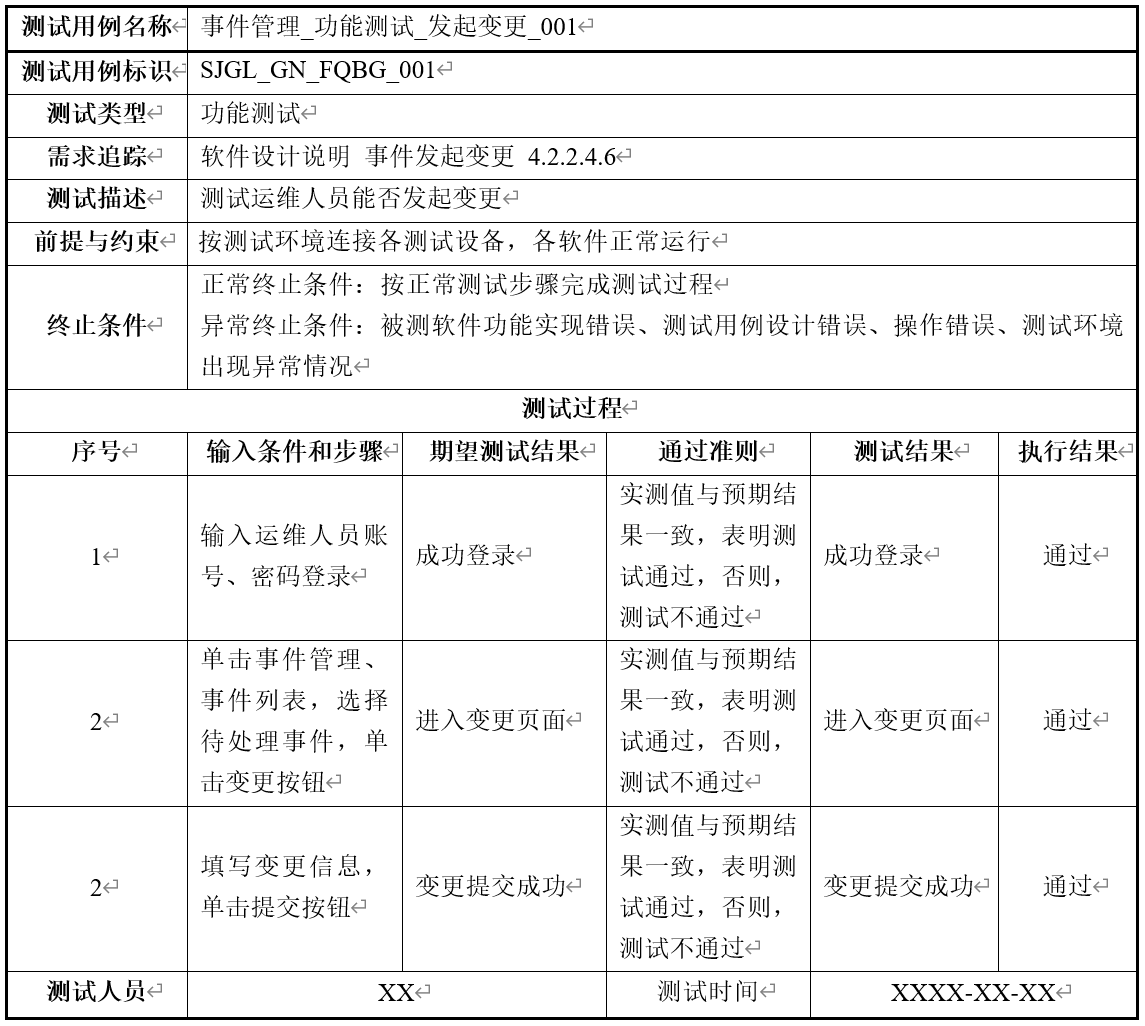 测试用例名称 事件管理_功能测试_发起变更_001
测试用例标识 SJGL_GN_FQBG_001
测试类型 功能测试
需求追踪 软件设计说明 事件发起变更 4.2.2.4.6
测试描述 测试运维人员能否发起变更
前提与约束 按测试环境连接各测试设备，各软件正常运行
终止条件
正常终止条件：按正常测试步骤完成测试过程
异常终止条件：被测软件功能实现错误、测试用例设计错误、操作错误、测试环境
出现异常情况
测试过程
序号 输入条件和步骤 期望测试结果 通过准则 测试结果 执行结果
1
输入运维人员账
号、密码登录
成功登录
实测值与预期结
果一致，表明测
试通过，否则，
测试不通过
成功登录
通过
2
单击事件管理、
事件列表，选择
待处理事件，单
击变更按钮
进入变更页面
实测值与预期结
果一致，表明测
试通过，否则，
测试不通过
进入变更页面
通过
2
填写变更信息，
单击提交按钮
变更提交成功
实测值与预期结
果一致，表明测
试通过，否则，
测试不通过
变更提交成功
通过
测试人员 XX 测试时间 XXXX-XX-XX